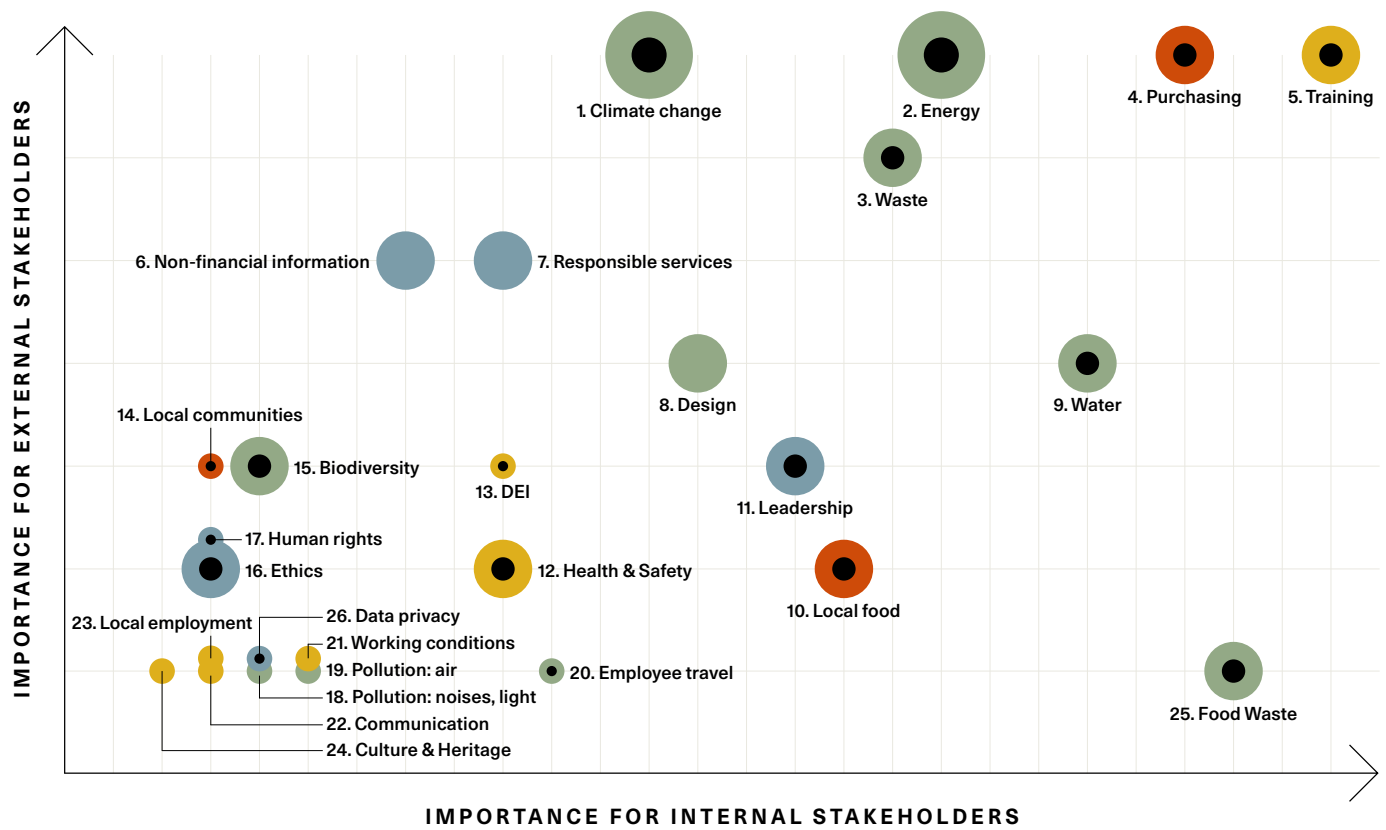 IMPORTANCE FOR EXTERNAL STAKEHOLDERS
1. Climate change
2. Energy
4. Purchasing
5. Training
3. Waste
6. Non-financial information
7. Responsible services
8. Design
9. Water
14. Local communities
15. Biodiversity
13. DEI
11. Leadership
17. Human rights
16. Ethics
12. Health & Safety
10. Local food
23. Local employment
26. Data privacy
21. Working conditions
19. Pollution: air
20. Employee travel
18. Pollution: noises, light
25. Food Waste
22. Communication
24. Culture & Heritage
IMPORTANCE FOR INTERNAL STAKEHOLDERS